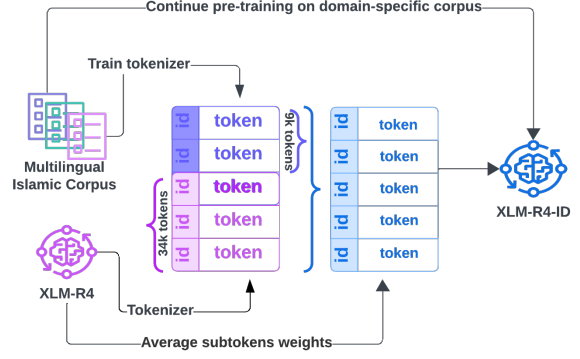 Continue pre-training on domain-specific corpus
Train tokenizer
Multilingual
Islamic Corpus
id token
id token
id token
id token
id token
9k tokens
34k tokens
id token
id token
id token
id token
id token
XLM-R4-ID
XLM-R4
Tokenizer
Average subtokens weights